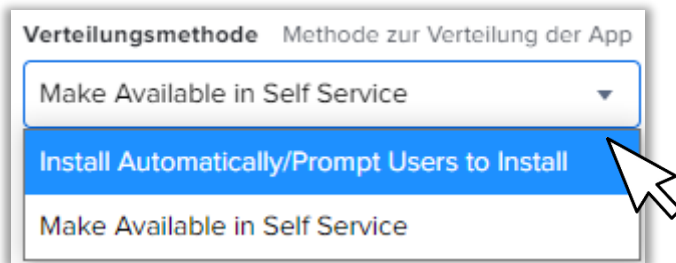 Verteilungsmethode Methode zur Verteilung der App
Make Available in Self Service
Install Automatically/Prompt Users to Install
Make Available in Self Service